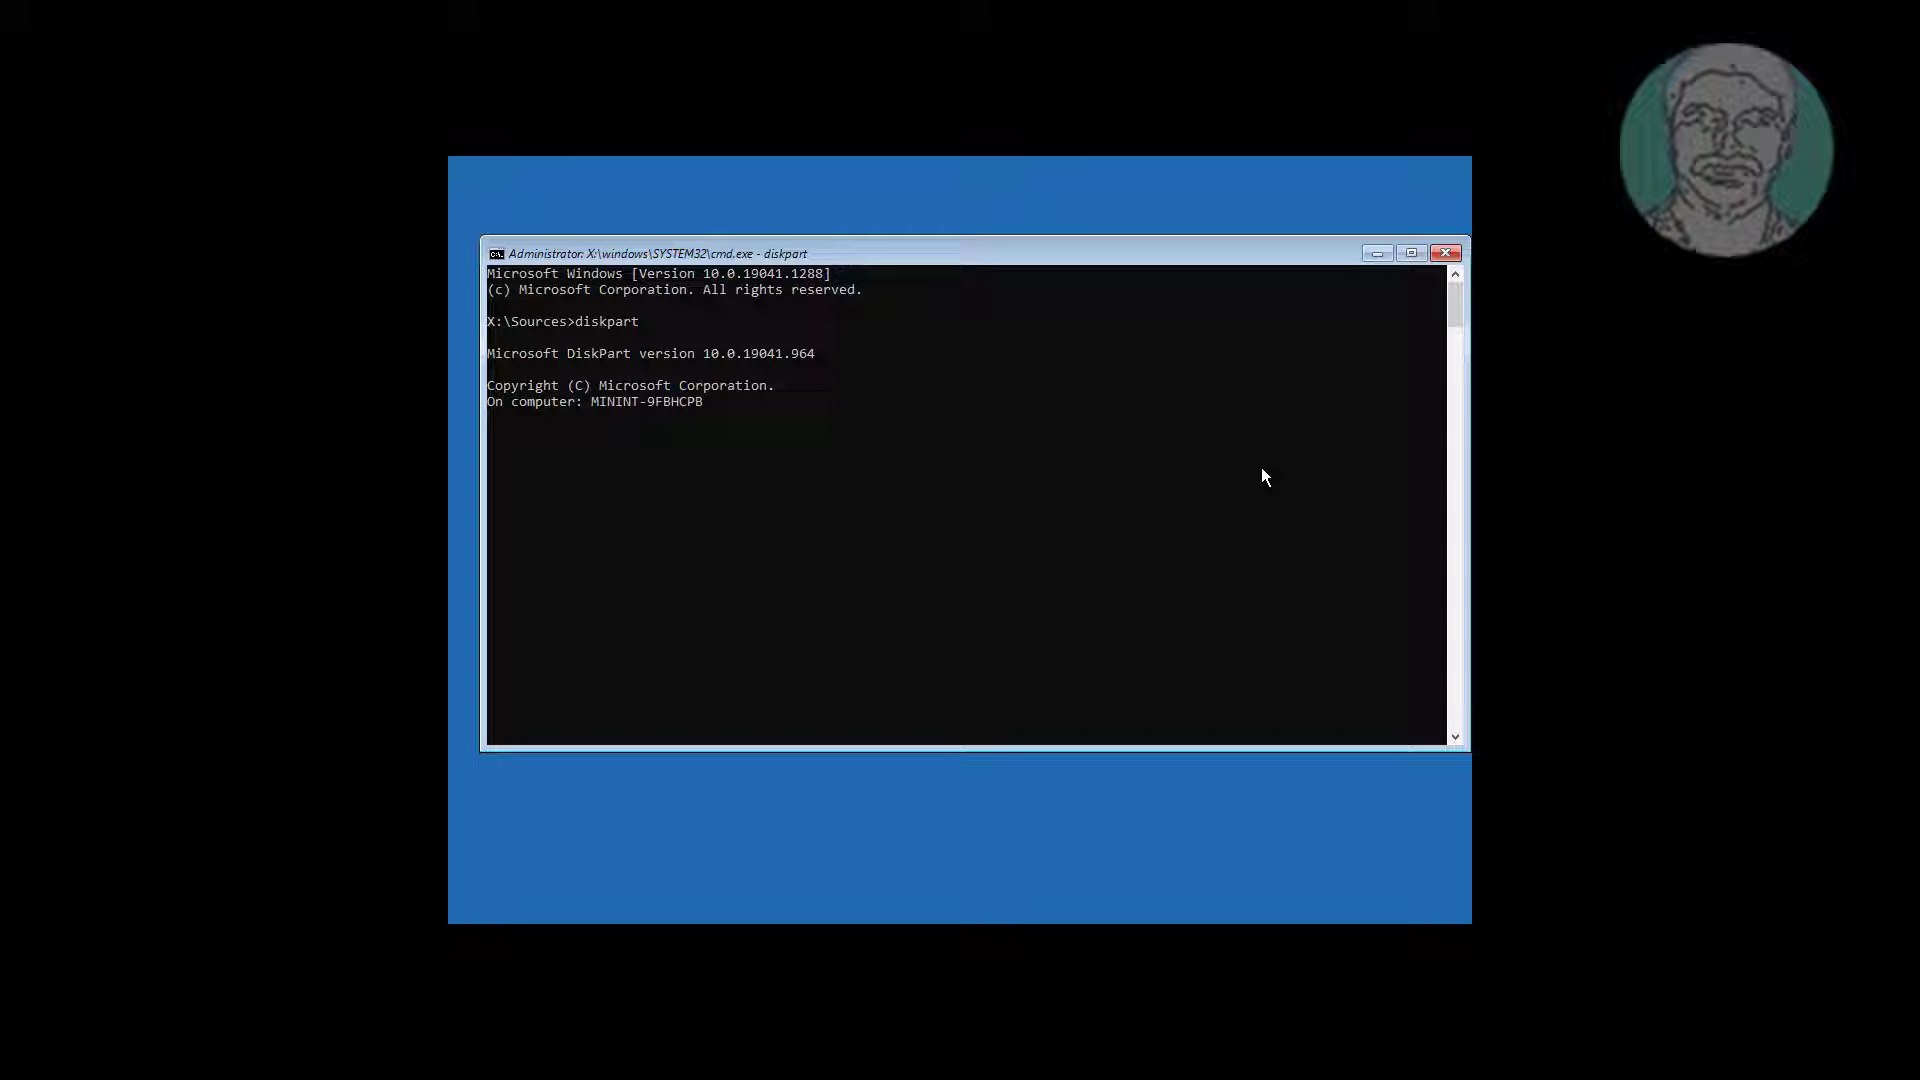 Administrator: X:\windows\SYSTEM32\cmd.exe - diskpart
Microsoft Windows [Version 10.0.19041.1288]
(c) Microsoft Corporation. All rights reserved.
X:\Sources>diskpart
Microsoft DiskPart version 10.0.19041.964
Copyright (C) Microsoft Corporation.
On computer: MININT-9FBHCPB